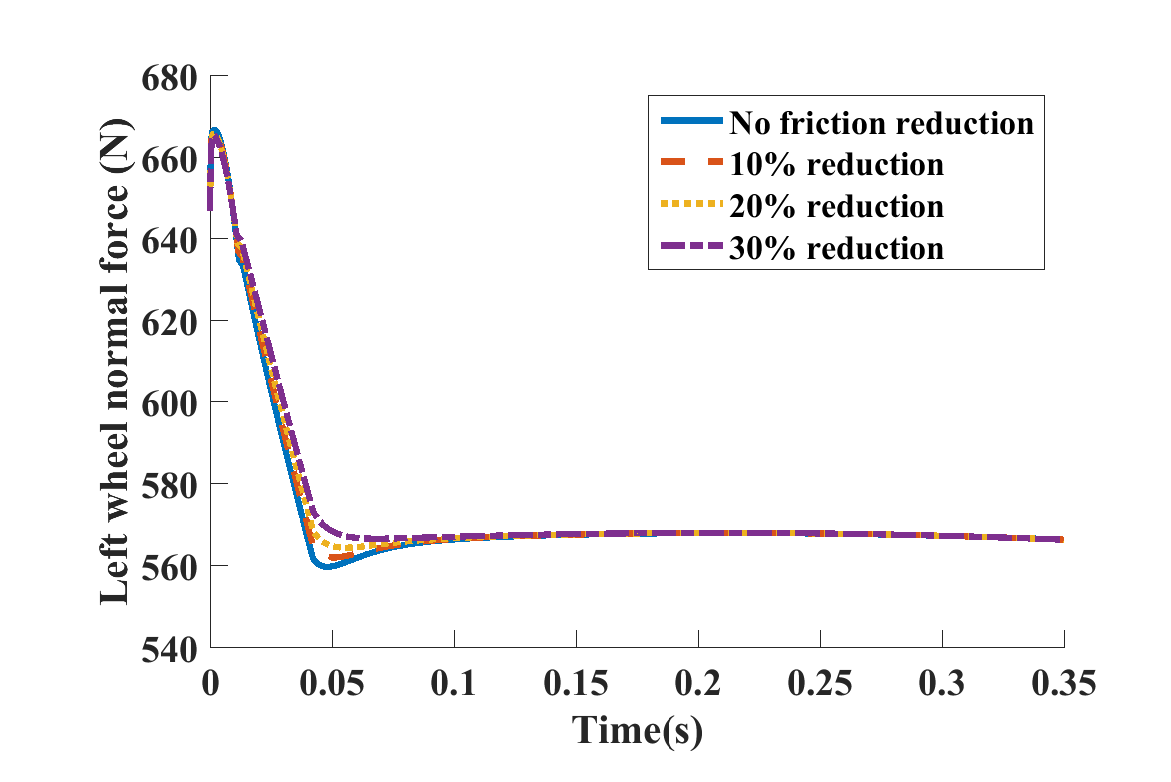 680
660
640
620
600
580
560
540
Left wheel normal force (N)
No friction reduction
10% reduction
20% reduction
30% reduction
0
0.05
0.1
0.15
0.2
0.25
0.3
0.35
Time(s)